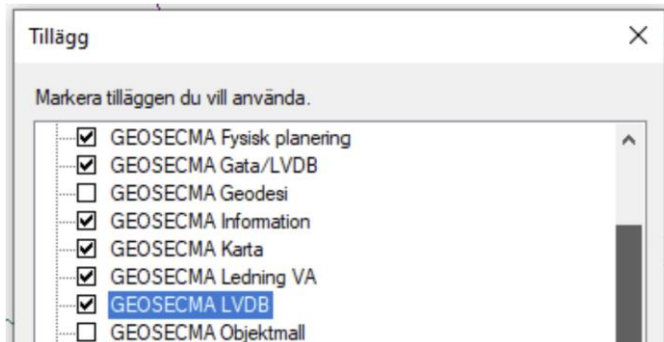 Tillägg
Markera tilläggen du vill använda.
GEOSECMA Fysisk planering
GEOSECMA Gata/LVDB
GEOSECMA Geodesi
GEOSECMA Information
GEOSECMA Karta
GEOSECMA Ledning VA
GEOSECMA LVDB
GEOSECMA Objektmall